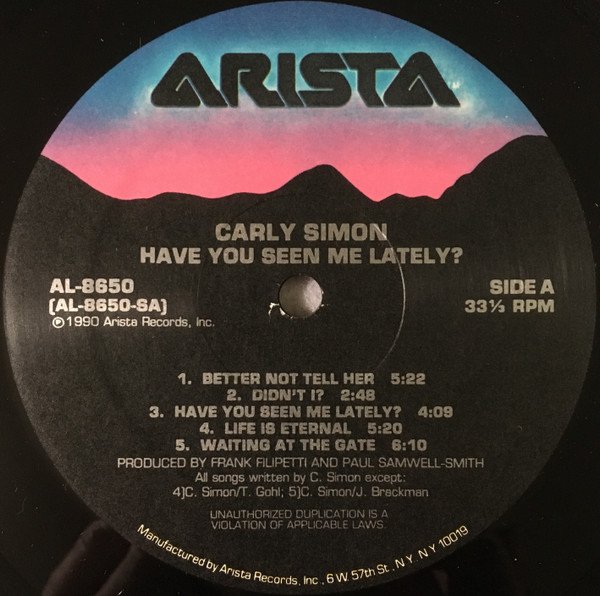 ARISTA
CARLY SIMON
HAVE YOU SEEN ME LATELY?
AL-8650
(AL-8650-SA)
℗1990 Arista Records, Inc.
SIDE A
33⅓ RPM
1. BETTER NOT TELL HER 5:22
2. DIDN'T I? 2:48
3. HAVE YOU SEEN ME LATELY? 4:09
4. LIFE IS ETERNAL 5:20
5. WAITING AT THE GATE 6:10
PRODUCED BY FRANK FILIPETTI AND PAUL SAMWELL-SMITH
All songs written by C. Simon except:
4)C. Simon/T. Gohl; 5)C. Simon/J. Brackman
UNAUTHORIZED DUPLICATION IS A
VIOLATION OF APPLICABLE LAWS.
Manufactured by Arista Records, Inc., 6 W. 57th St., N.Y. N.Y. 10019